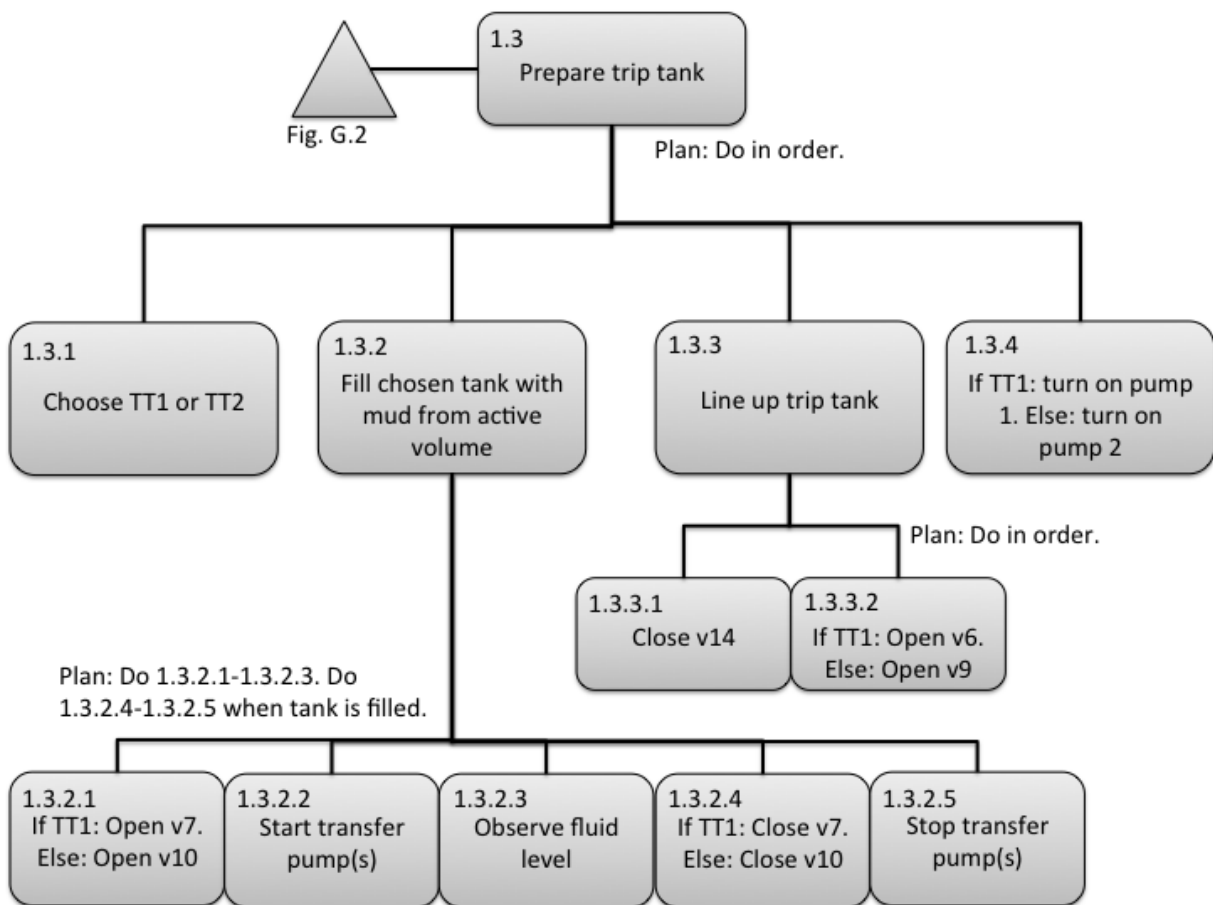 1.3
Prepare trip tank
Fig. G.2
Plan: Do in order.
1.3.1
Choose TT1 or TT2
1.3.2
Fill chosen tank with
mud from active
volume
1.3.3
Line up trip tank
1.3.4
If TT1: turn on pump
1. Else: turn on
pump 2
Plan: Do in order.
1.3.3.1
Close v14
1.3.3.2
If TT1: Open v6.
Else: Open v9
Plan: Do 1.3.2.1-1.3.2.3. Do
1.3.2.4-1.3.2.5 when tank is filled.
1.3.2.1
If TT1: Open v7.
Else: Open v10
1.3.2.2
Start transfer
pump(s)
1.3.2.3
Observe fluid
level
1.3.2.4
If TT1: Close v7.
Else: Close v10
1.3.2.5
Stop transfer
pump(s)